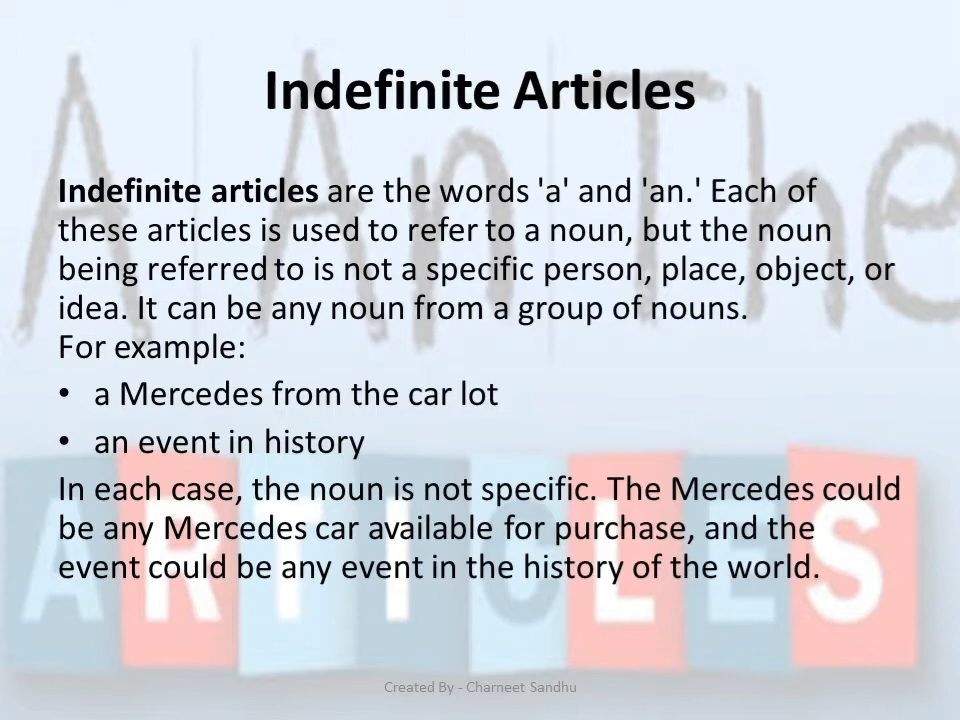 Indefinite Articles
Indefinite articles are the words 'a' and 'an.' Each of
these articles is used to refer to a noun, but the noun
being referred to is not a specific person, place, object, or
idea. It can be any noun from a group of nouns.
For example:
• a Mercedes from the car lot
• an event in history
In each case, the noun is not specific. The Mercedes could
be any Mercedes car available for purchase, and the
event could be any event in the history of the world.
A An The
ARTICLES
Created By - Charneet Sandhu